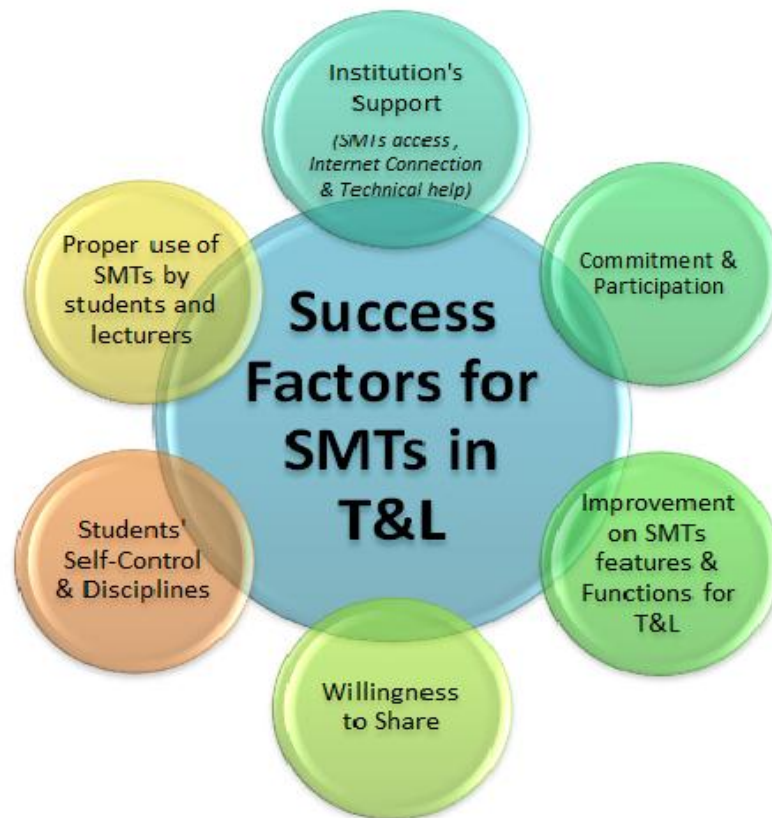 Institution's
Support
(SMTs access,
Internet Connection
& Technical help)
Commitment &
Participation
Improvement
on SMTs
features &
Functions for
T&L
Willingness
to Share
Students'
Self-Control
& Disciplines
Proper use of
SMTs by
students and
lecturers
Success
Factors for
SMTs in
T&L